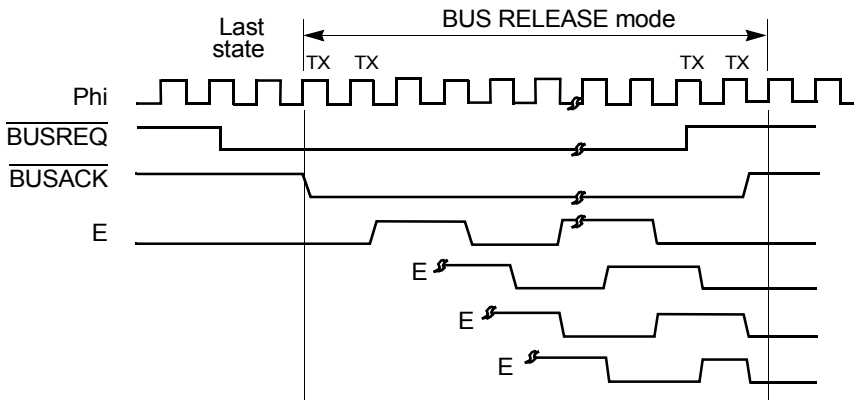 BUS RELEASE mode
Last
state
TX TX TX TX
Phi
BUSREQ
BUSACK
E
E
E
E